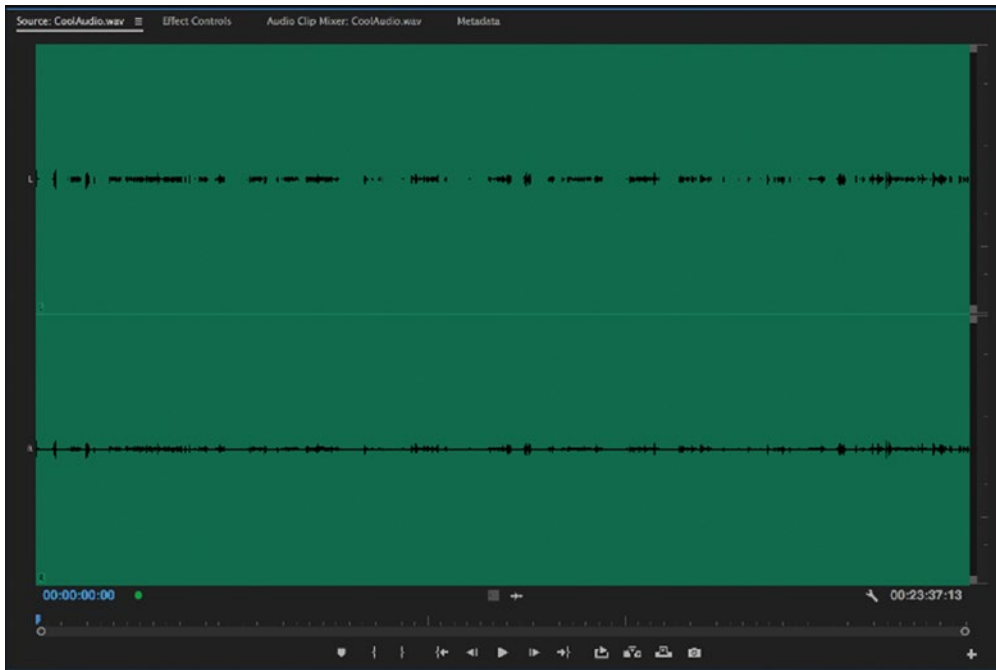 Source: CoolAudio.wav Effect Controls Audio Clip Mixer: CoolAudio.wav Metadata
L
R
00:00:00:00 00:23:37:13